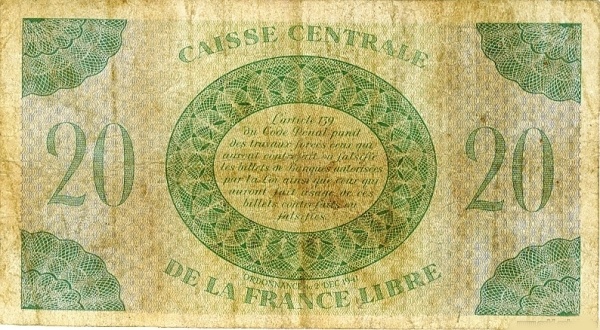 CAISSE CENTRALE
L'article 139
du Code Pénal punit
des travaux forcés ceux qui
auront contrefait ou falsifié
les billets de Banques autorisées
par la Loi ainsi que ceux qui
auront fait usage de ces
billets contrefaits ou
falsifiés.
20
20
ORDONNANCE du 2 DEC 1941
DE LA FRANCE LIBRE